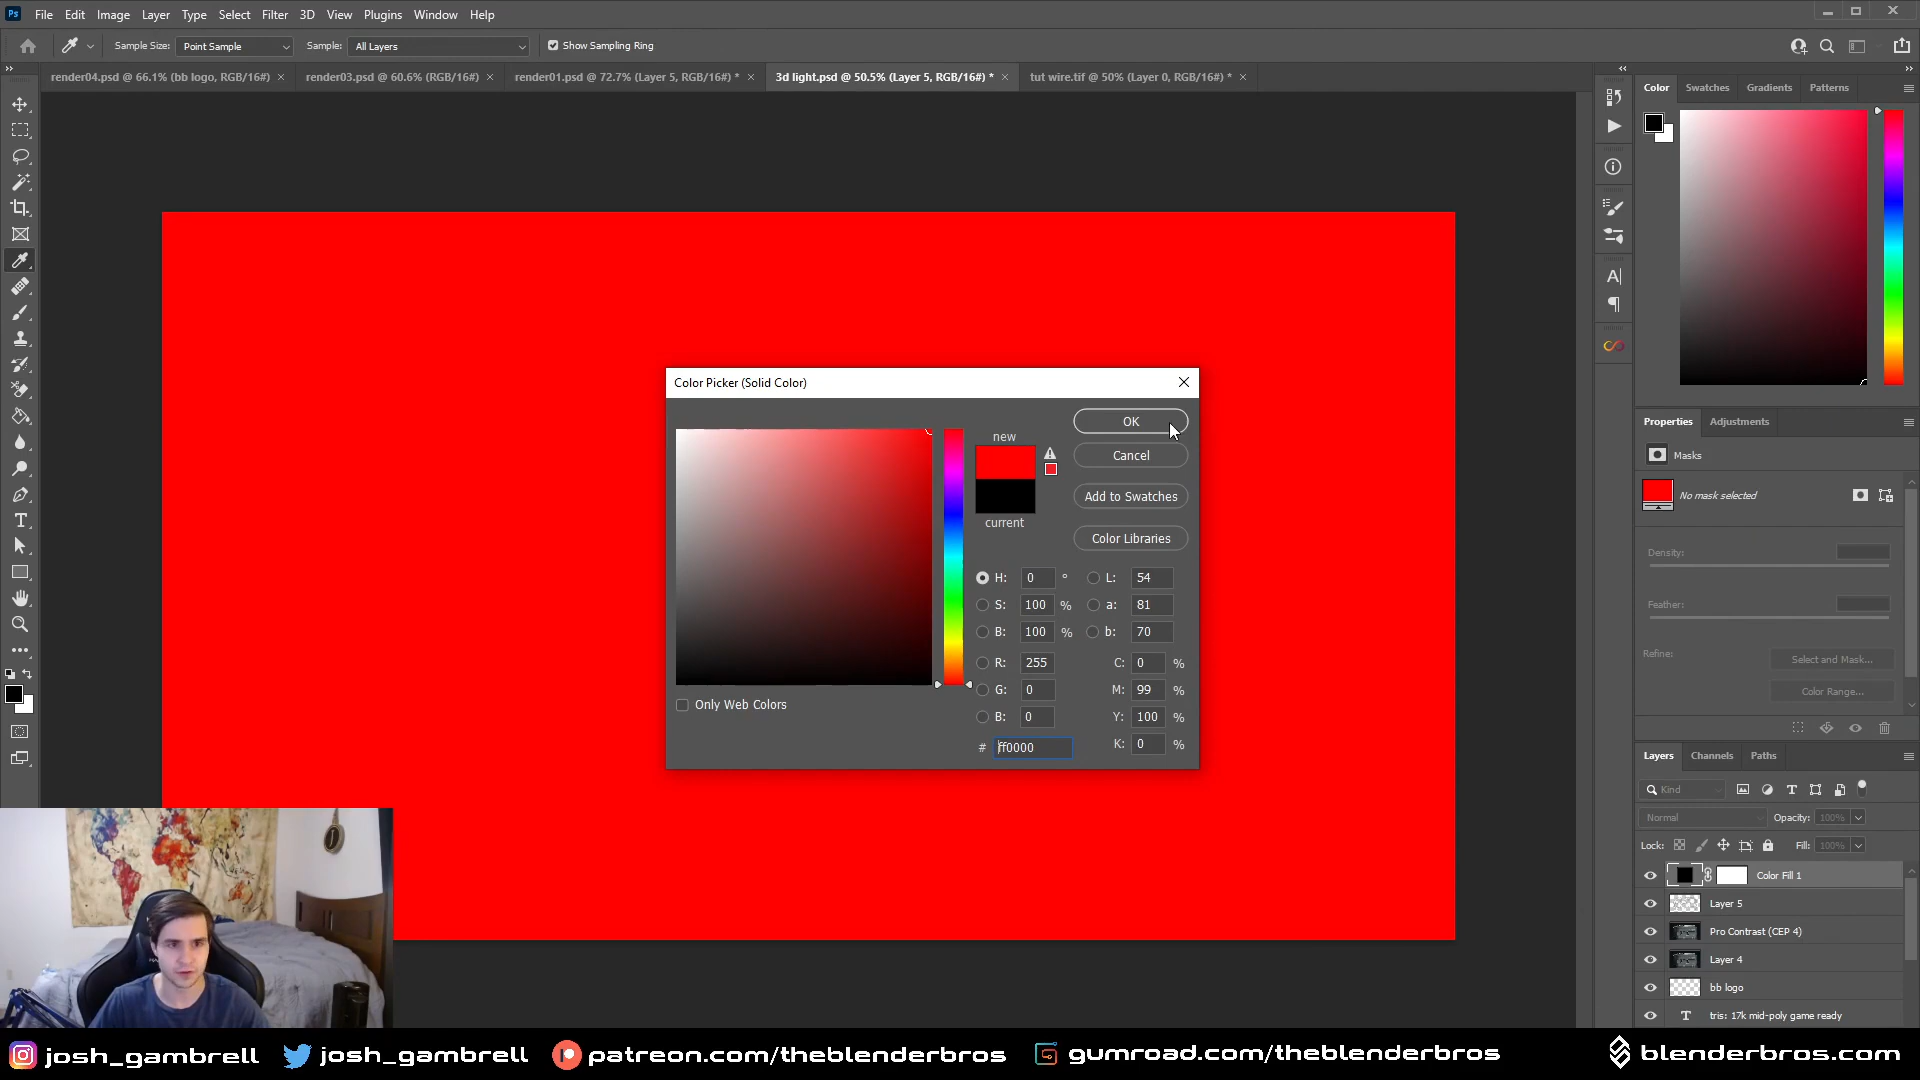 Ps File Edit Image Layer Type Select Filter 3D View Plugins Window Help
Sample Size: Point Sample Sample: All Layers Show Sampling Ring
render04.psd @ 66.1% (bb logo, RGB/16#) render03.psd @ 60.6% (RGB/16#) render01.psd @ 72.7% (Layer 5, RGB/16#) * 3d light.psd @ 50.5% (Layer 5, RGB/16#) * tut wire.tif @ 50% (Layer 0, RGB/16#) *
Color Swatches Gradients Patterns
Color Picker (Solid Color)
new
current
OK
Cancel
Add to Swatches
Color Libraries
H: 0 ° L: 54
S: 100 % a: 81
B: 100 % b: 70
R: 255 C: 0 %
G: 0 M: 99 %
B: 0 Y: 100 %
# ff0000 K: 0 %
Only Web Colors
Properties Adjustments
Masks
No mask selected
Density:
Feather:
Refine: Select and Mask...
Color Range...
Layers Channels Paths
Kind
Normal Opacity: 100%
Lock: Fill: 100%
Color Fill 1
Layer 5
Pro Contrast (CEP 4)
Layer 4
bb logo
T tris: 17k mid-poly game ready
josh_gambrell josh_gambrell patreon.com/theblenderbros gumroad.com/theblenderbros blenderbros.com